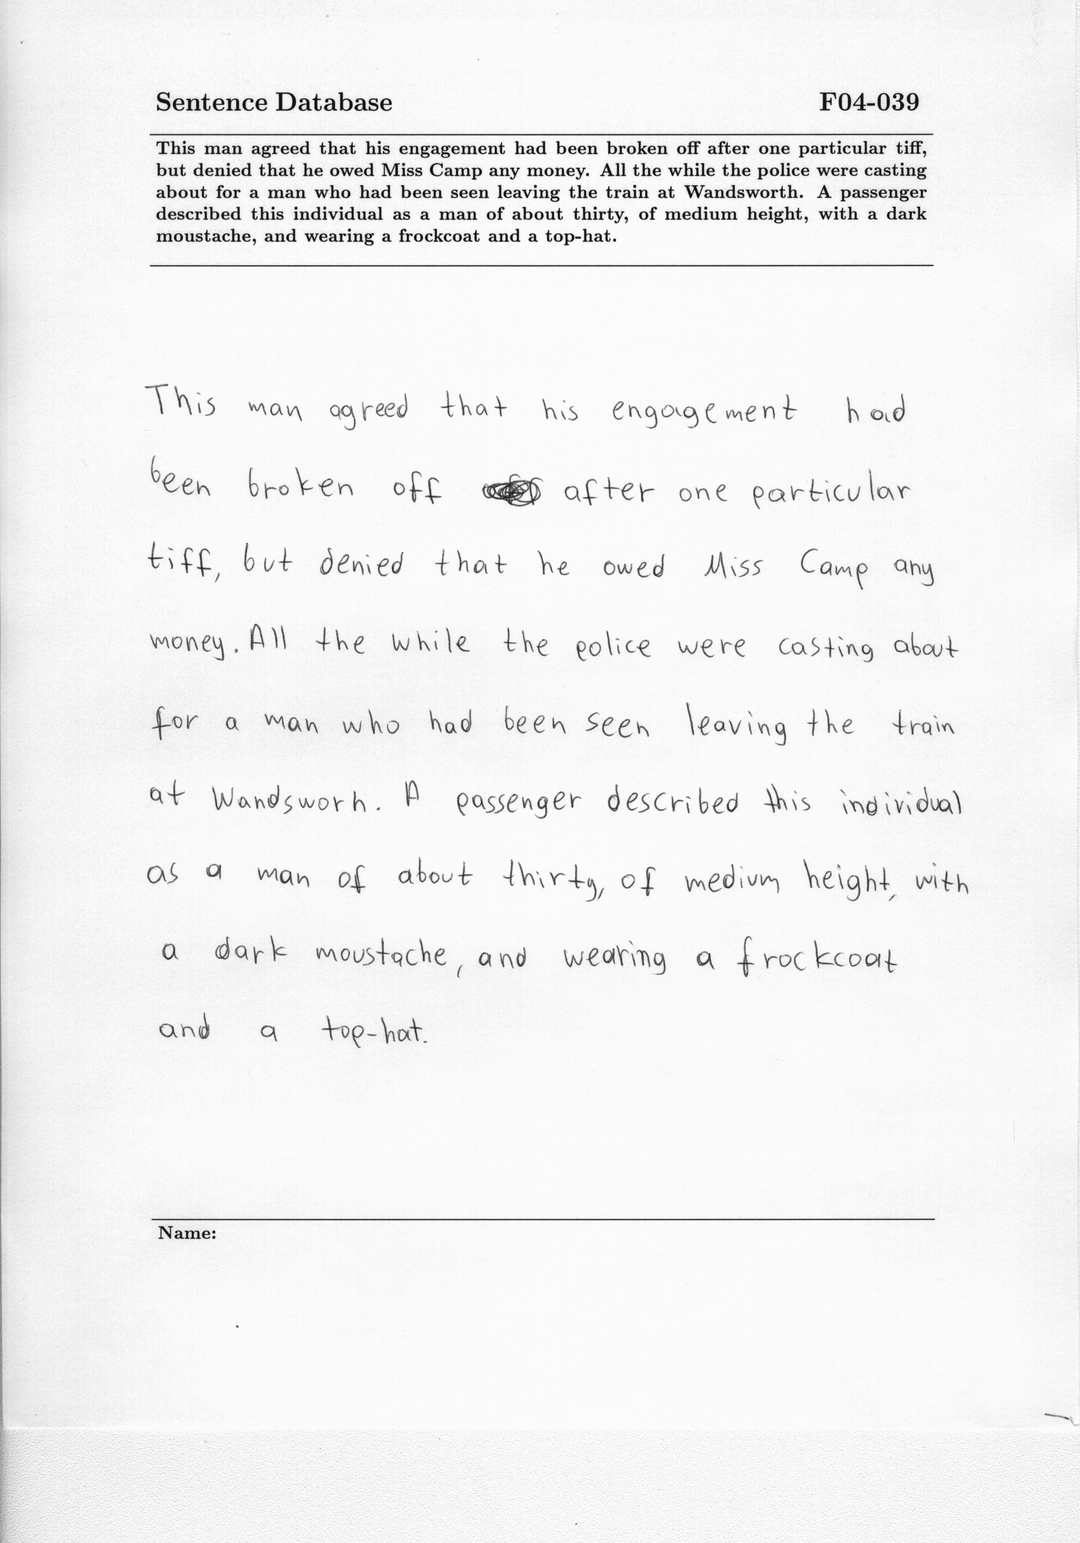 Sentence Database F04-039
This man agreed that his engagement had been broken off after one particular tiff,
but denied that he owed Miss Camp any money. All the while the police were casting
about for a man who had been seen leaving the train at Wandsworth. A passenger
described this individual as a man of about thirty, of medium height, with a dark
moustache, and wearing a frockcoat and a top-hat.
This man agreed that his engagement had
been broken off after one particular
tiff, but denied that he owed Miss Camp any
money. All the while the police were casting about
for a man who had been seen leaving the train
at Wandsworh. A passenger described this individual
as a man of about thirty, of medium height, with
a dark moustache, and wearing a frockcoat
and a top-hat.
Name: